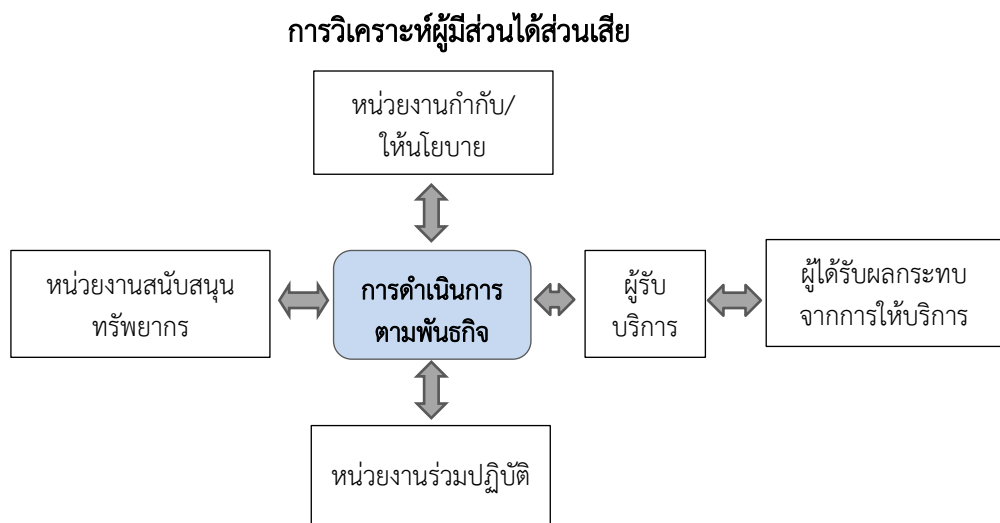 การวิเคราะห์ผู้มีส่วนได้ส่วนเสีย
หน่วยงานกำกับ/
ให้นโยบาย
หน่วยงานสนับสนุน
ทรัพยากร
การดำเนินการ
ตามพันธกิจ
ผู้รับ
บริการ
ผู้ได้รับผลกระทบ
จากการให้บริการ
หน่วยงานร่วมปฏิบัติ